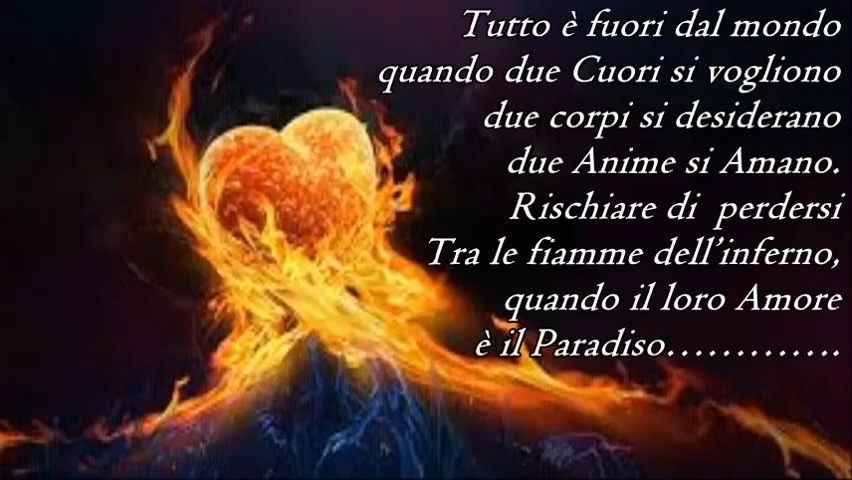 Tutto è fuori dal mondo
quando due Cuori si vogliono
due corpi si desiderano
due Anime si Amano.
Rischiare di  perdersi
Tra le fiamme dell'inferno,
quando il loro Amore
è il Paradiso.............